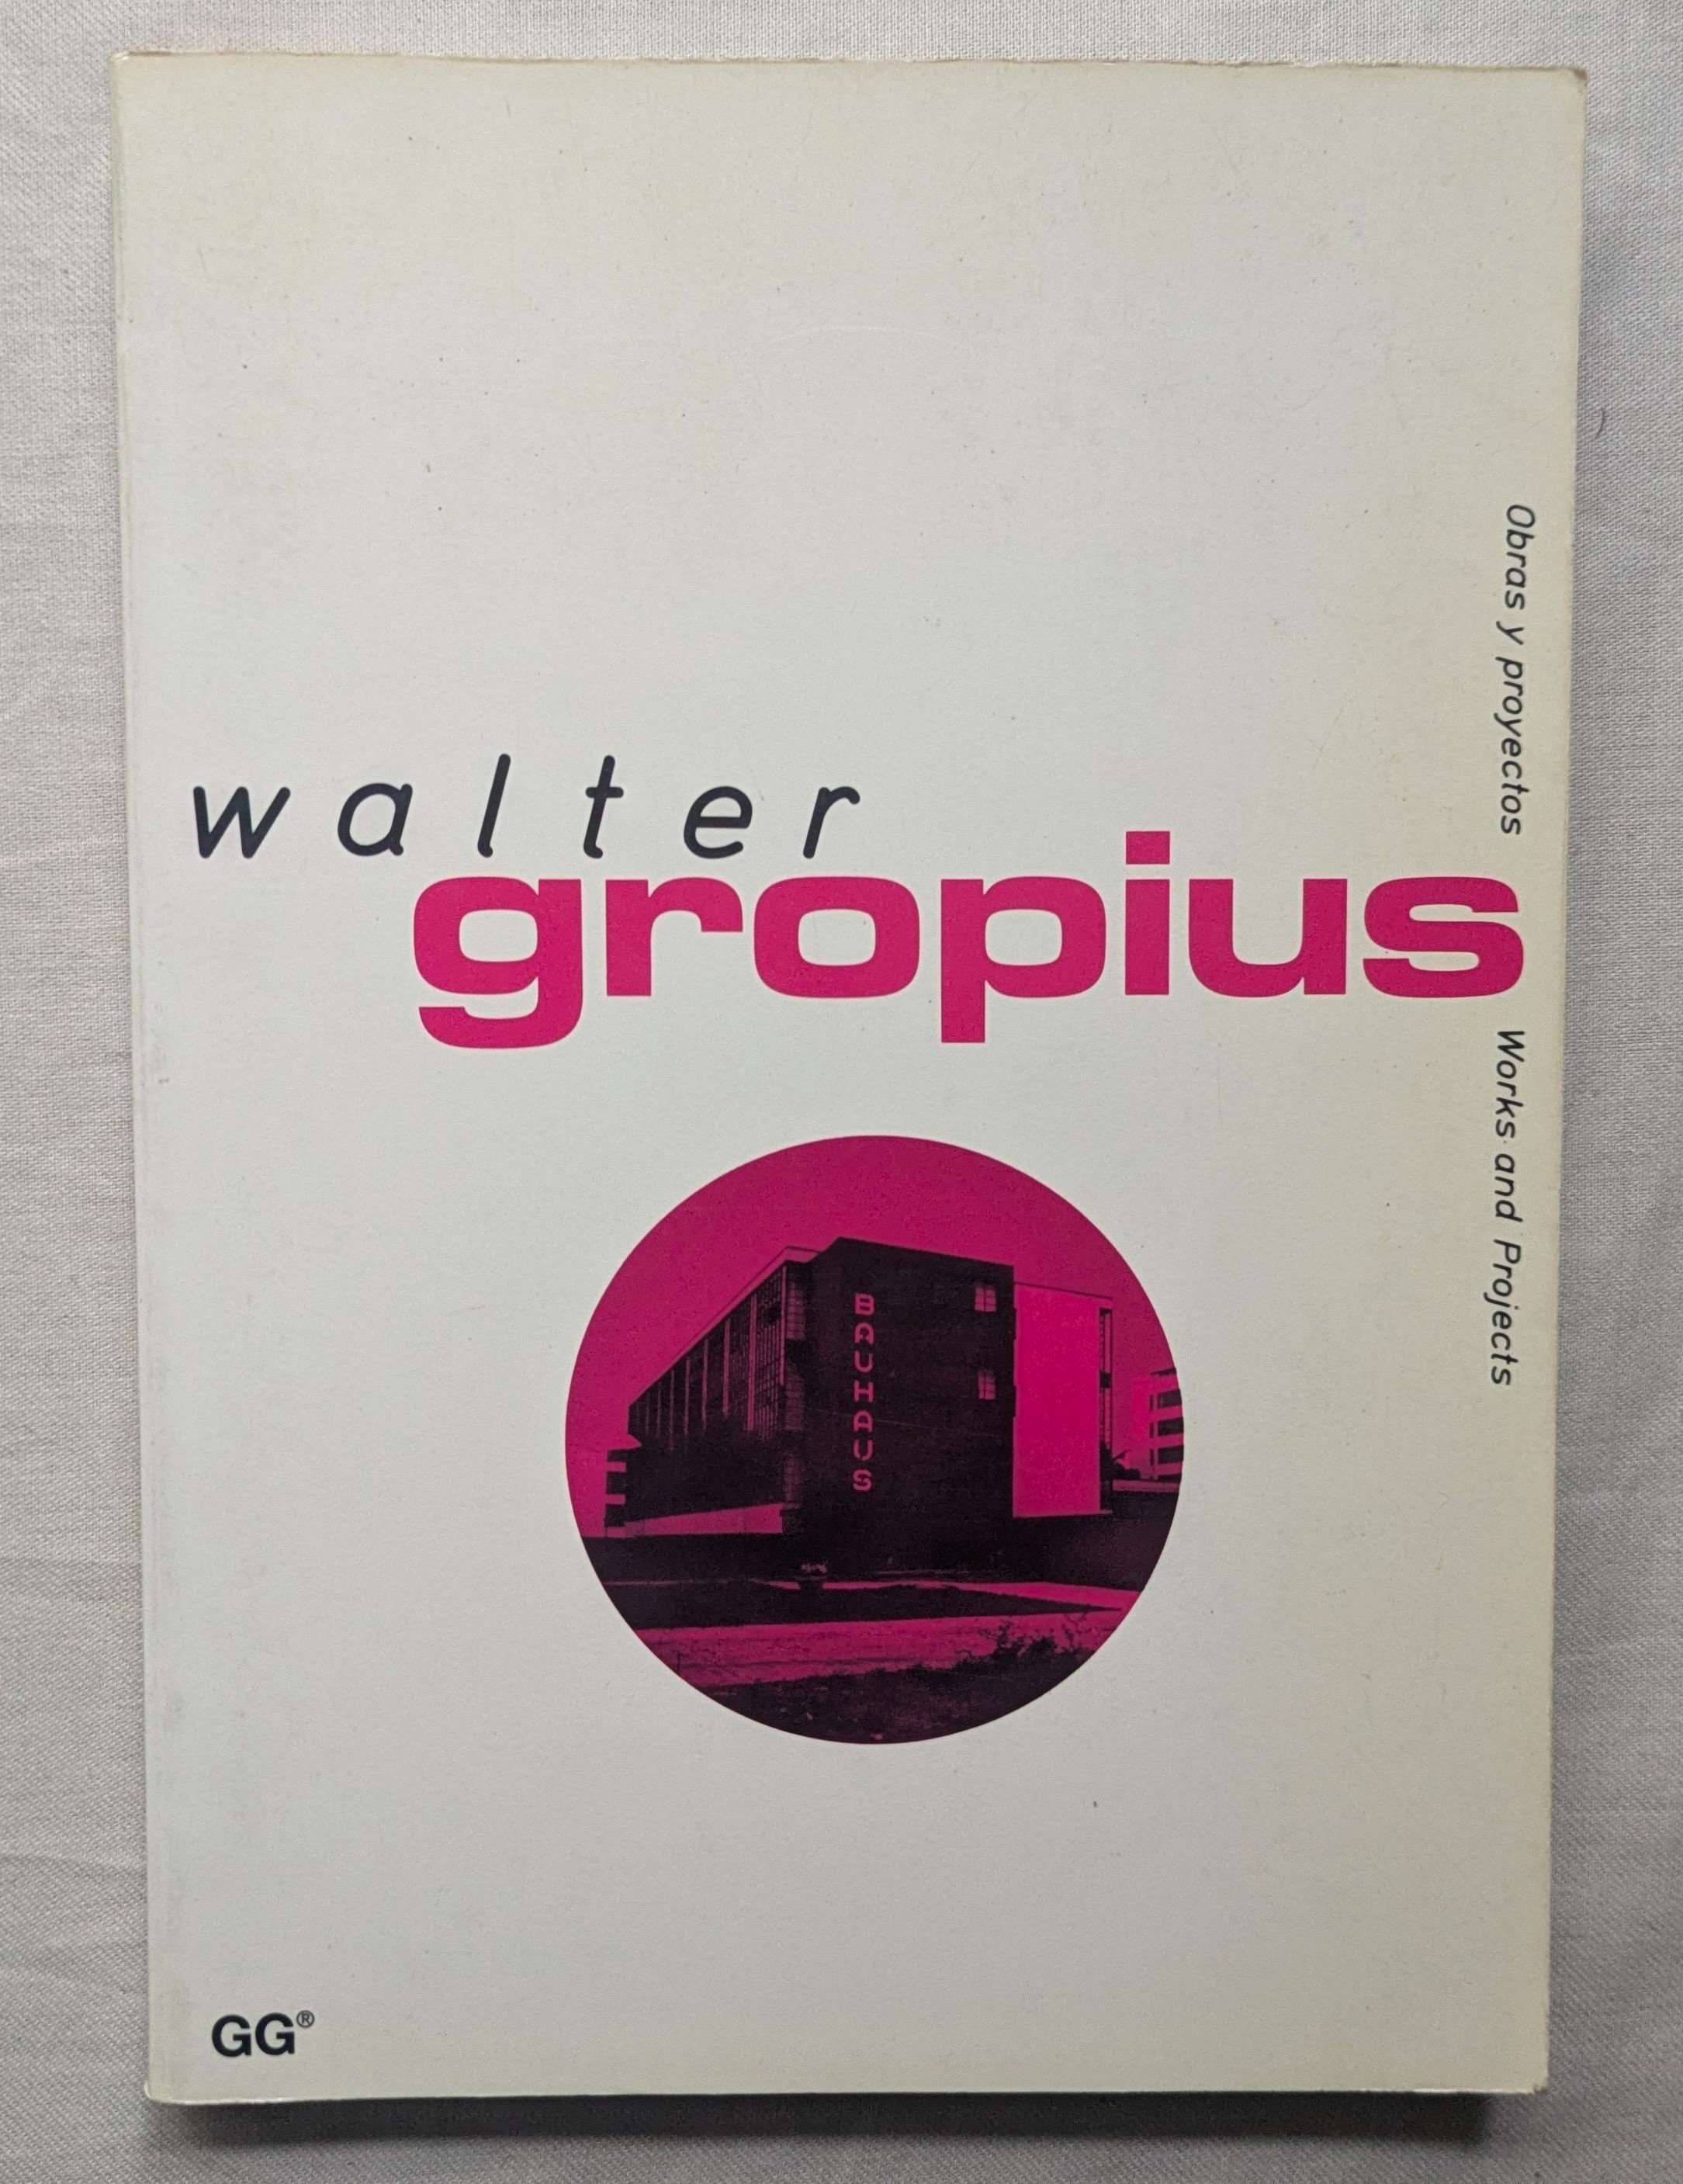 walter
gropius
Obras y proyectos
Works and Projects
BAUHAUS
GG®